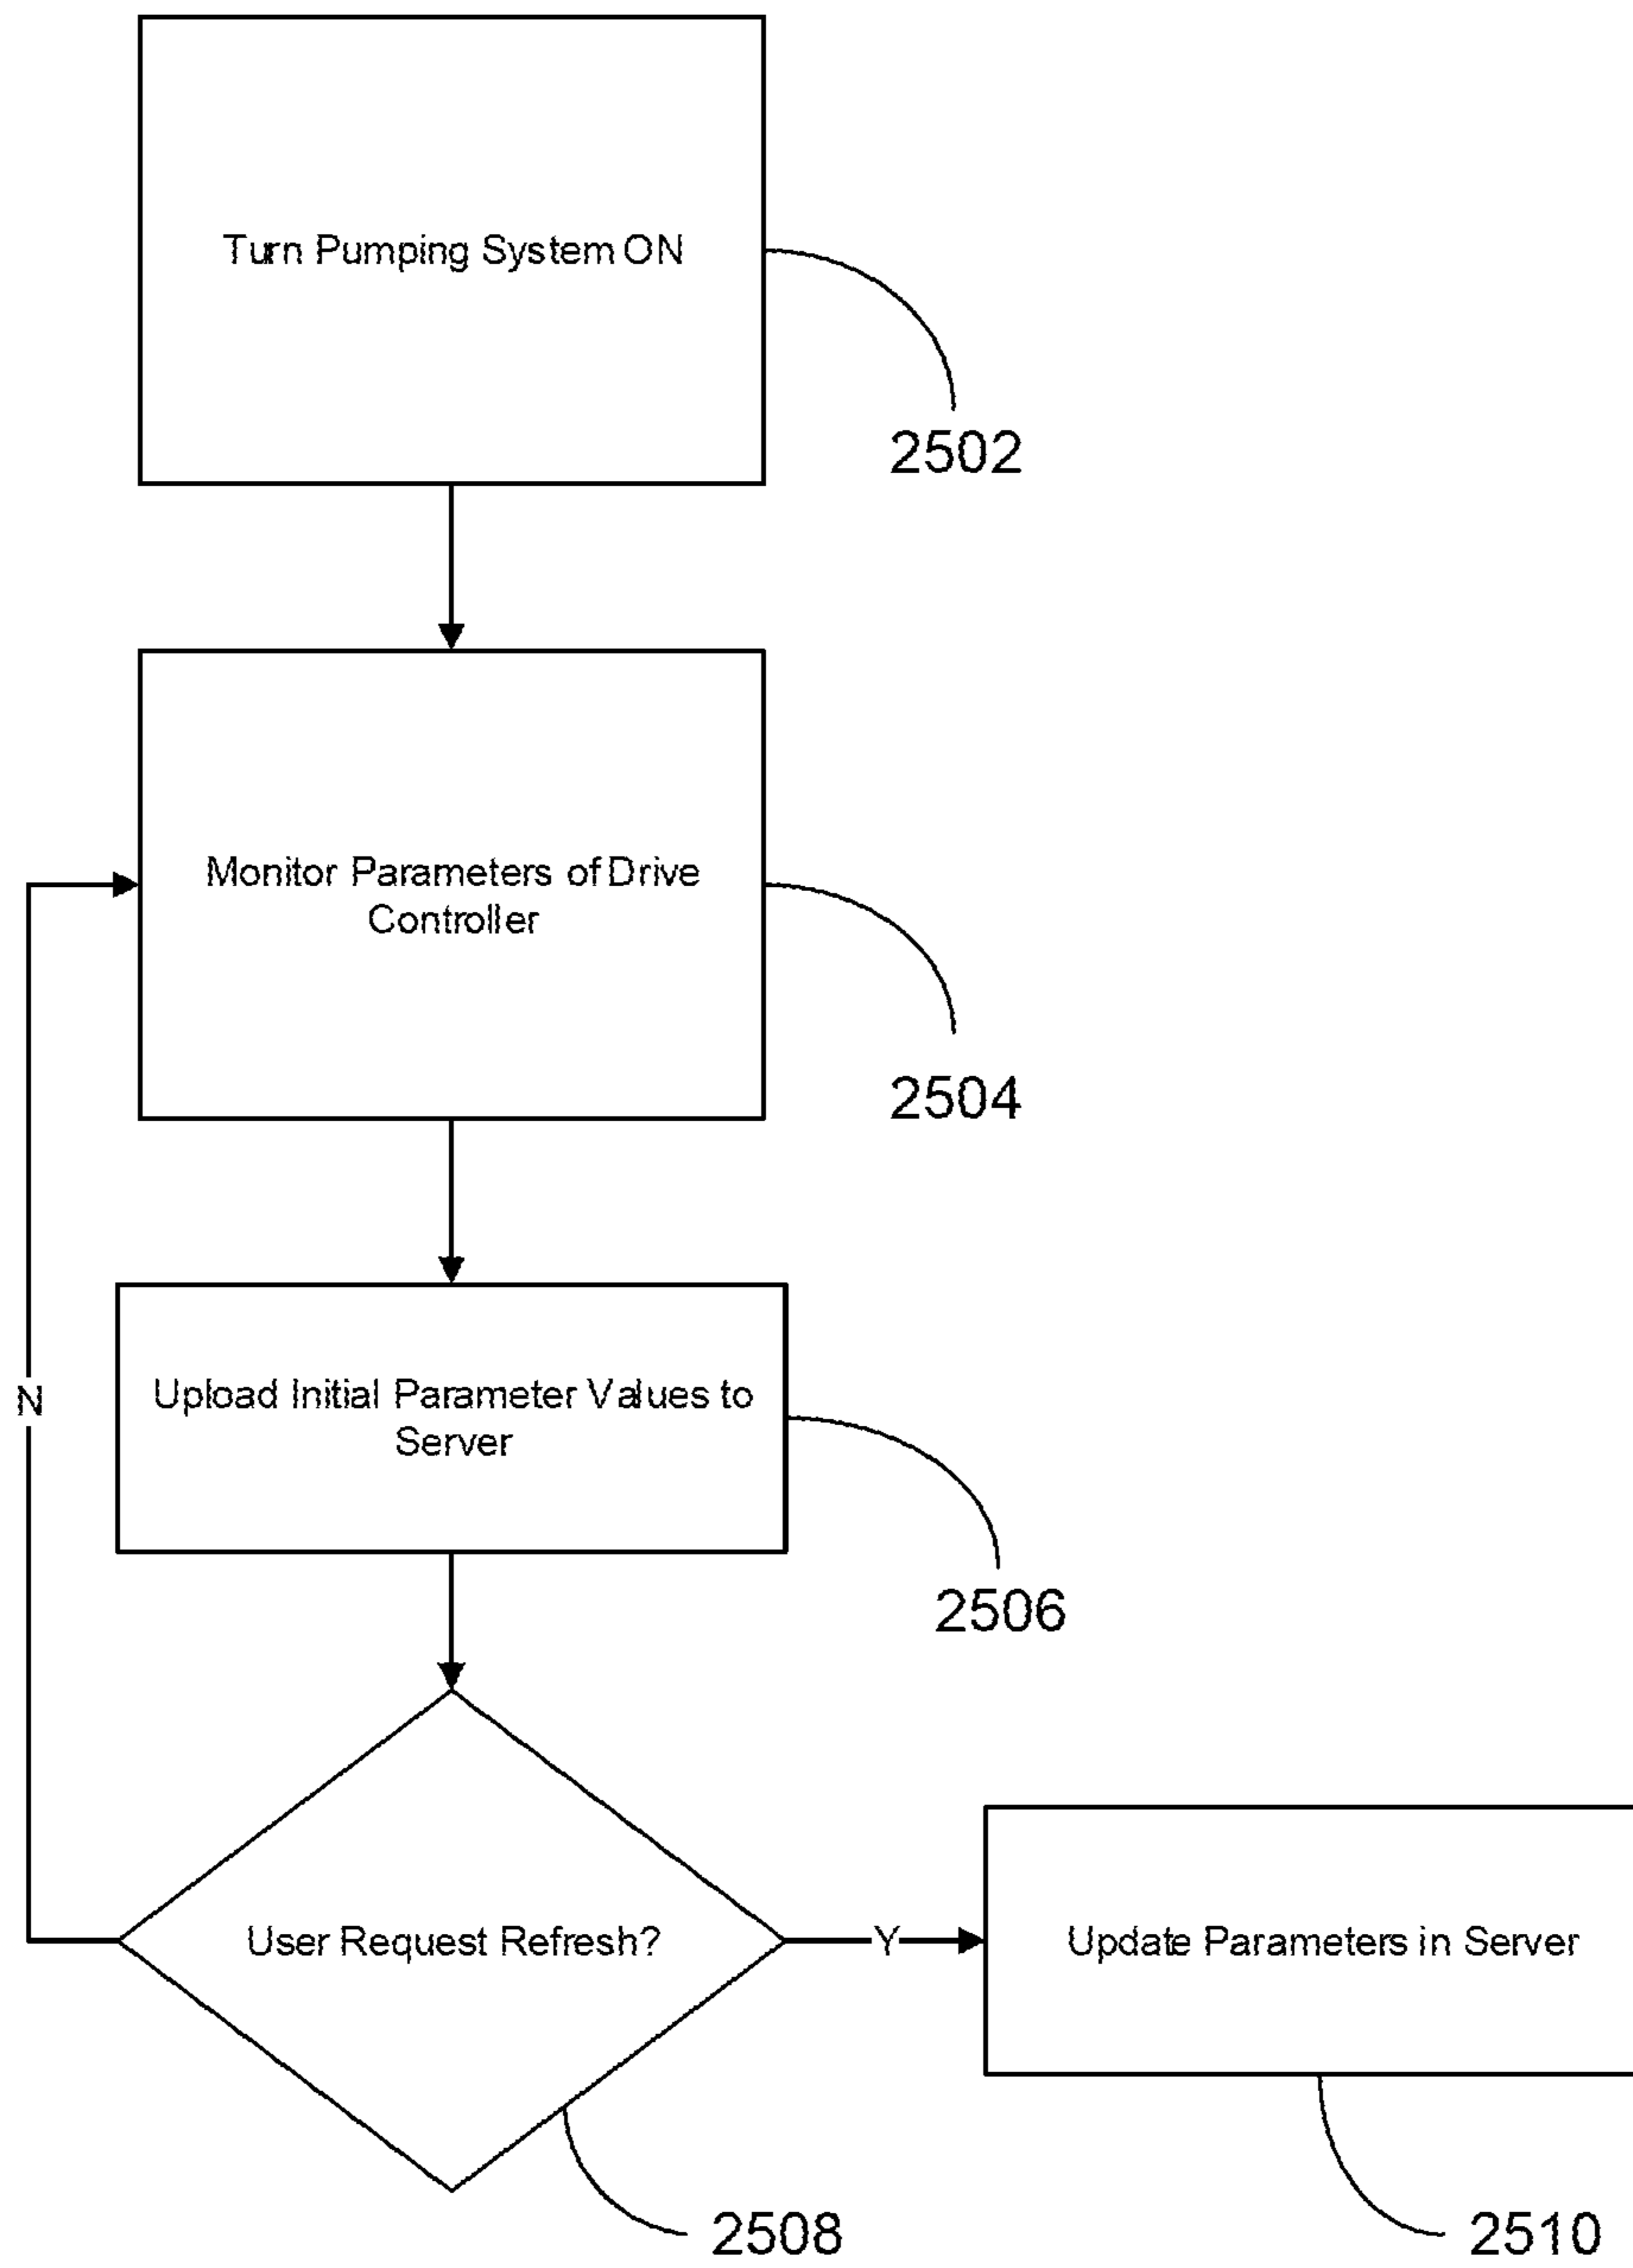 Turn Pumping System ON
2502
Monitor Parameters of Drive
Controller
2504
N
Upload Initial Parameter Values to
Server
2506
User Request Refresh?
Y
Update Parameters in Server
2508
2510